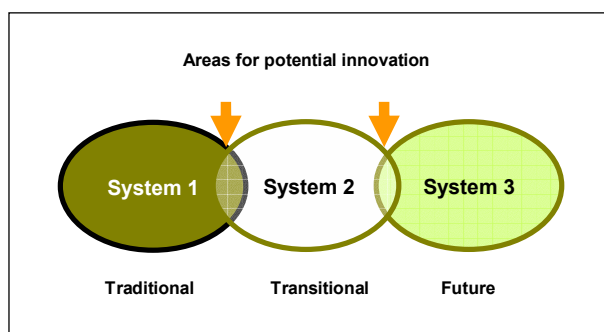 Areas for potential innovation
System 1 System 2 System 3
Traditional Transitional Future